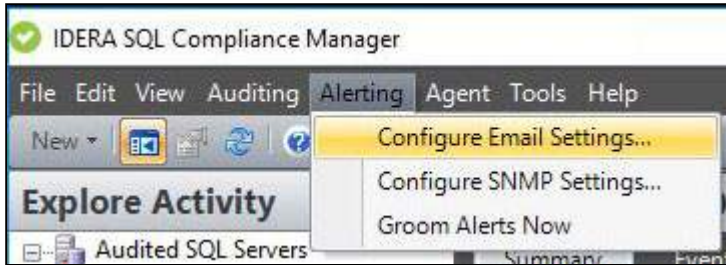 IDERA SQL Compliance Manager
File Edit View Auditing Alerting Agent Tools Help
New
Configure Email Settings...
Configure SNMP Settings...
Groom Alerts Now
Explore Activity
Audited SQL Servers
Summary